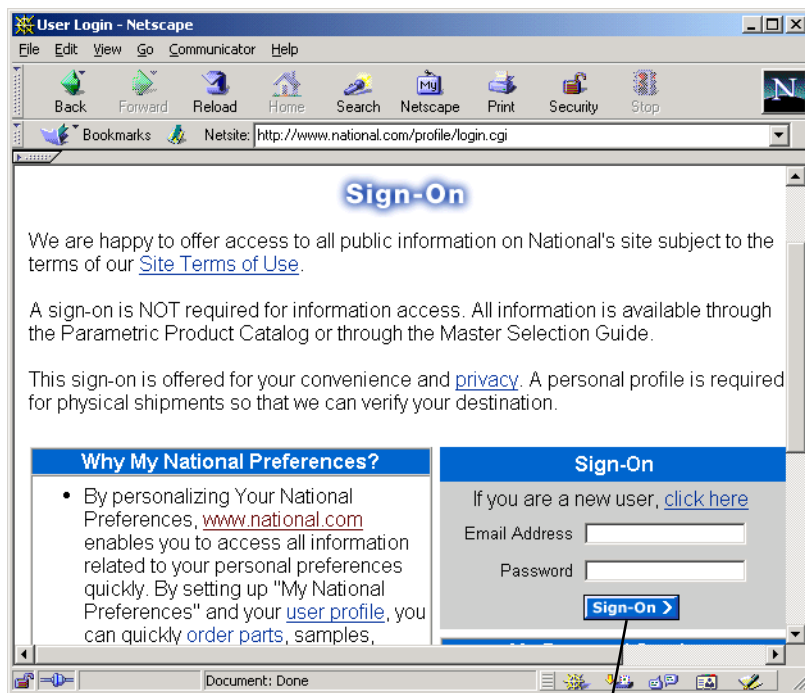 User Login - Netscape
File Edit View Go Communicator Help
My
N
Back Forward Reload Home Search Netscape Print Security Stop
Bookmarks Netsite: http://www.national.com/profile/login.cgi
Sign-On
We are happy to offer access to all public information on National's site subject to the
terms of our Site Terms of Use.
A sign-on is NOT required for information access. All information is available through
the Parametric Product Catalog or through the Master Selection Guide.
This sign-on is offered for your convenience and privacy. A personal profile is required
for physical shipments so that we can verify your destination.
Why My National Preferences?
• By personalizing Your National
Preferences, www.national.com
enables you to access all information
related to your personal preferences
quickly. By setting up "My National
Preferences" and your user profile, you
can quickly order parts, samples,
Sign-On
If you are a new user, click here
Email Address
Password
Sign-On >
Document: Done